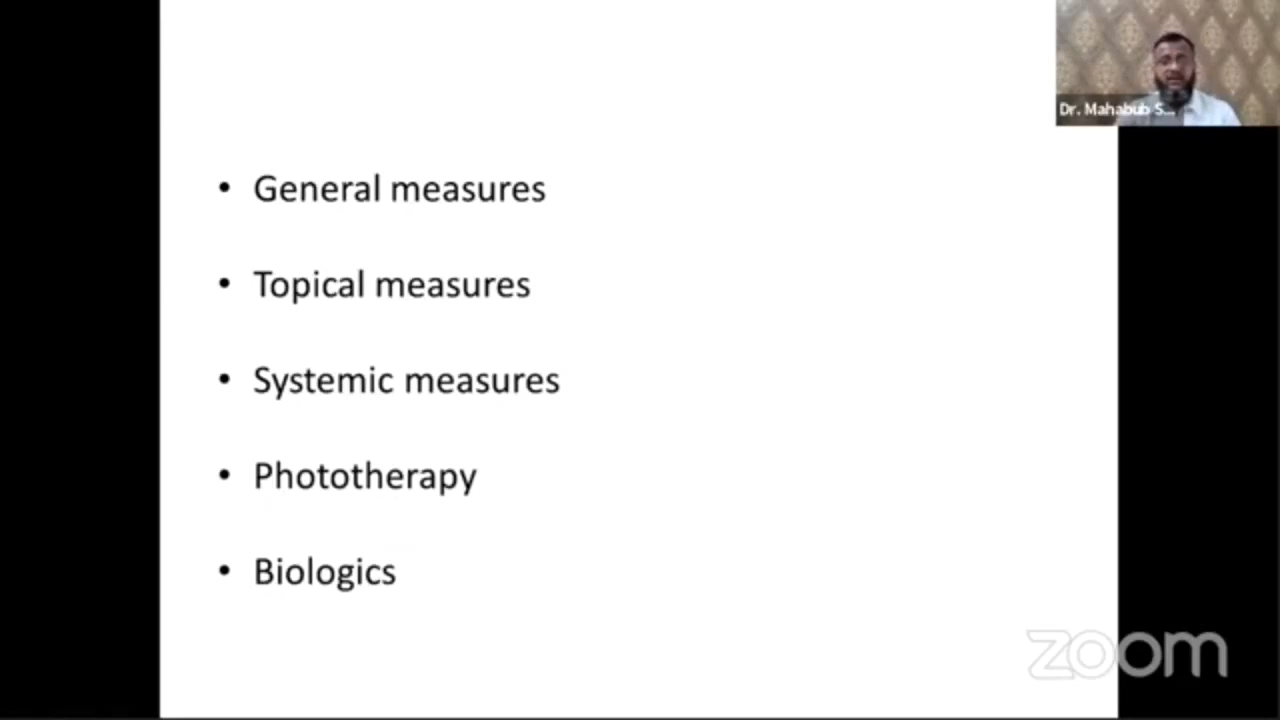 Dr. Mahabub S...
• General measures
• Topical measures
• Systemic measures
• Phototherapy
• Biologics
zoom